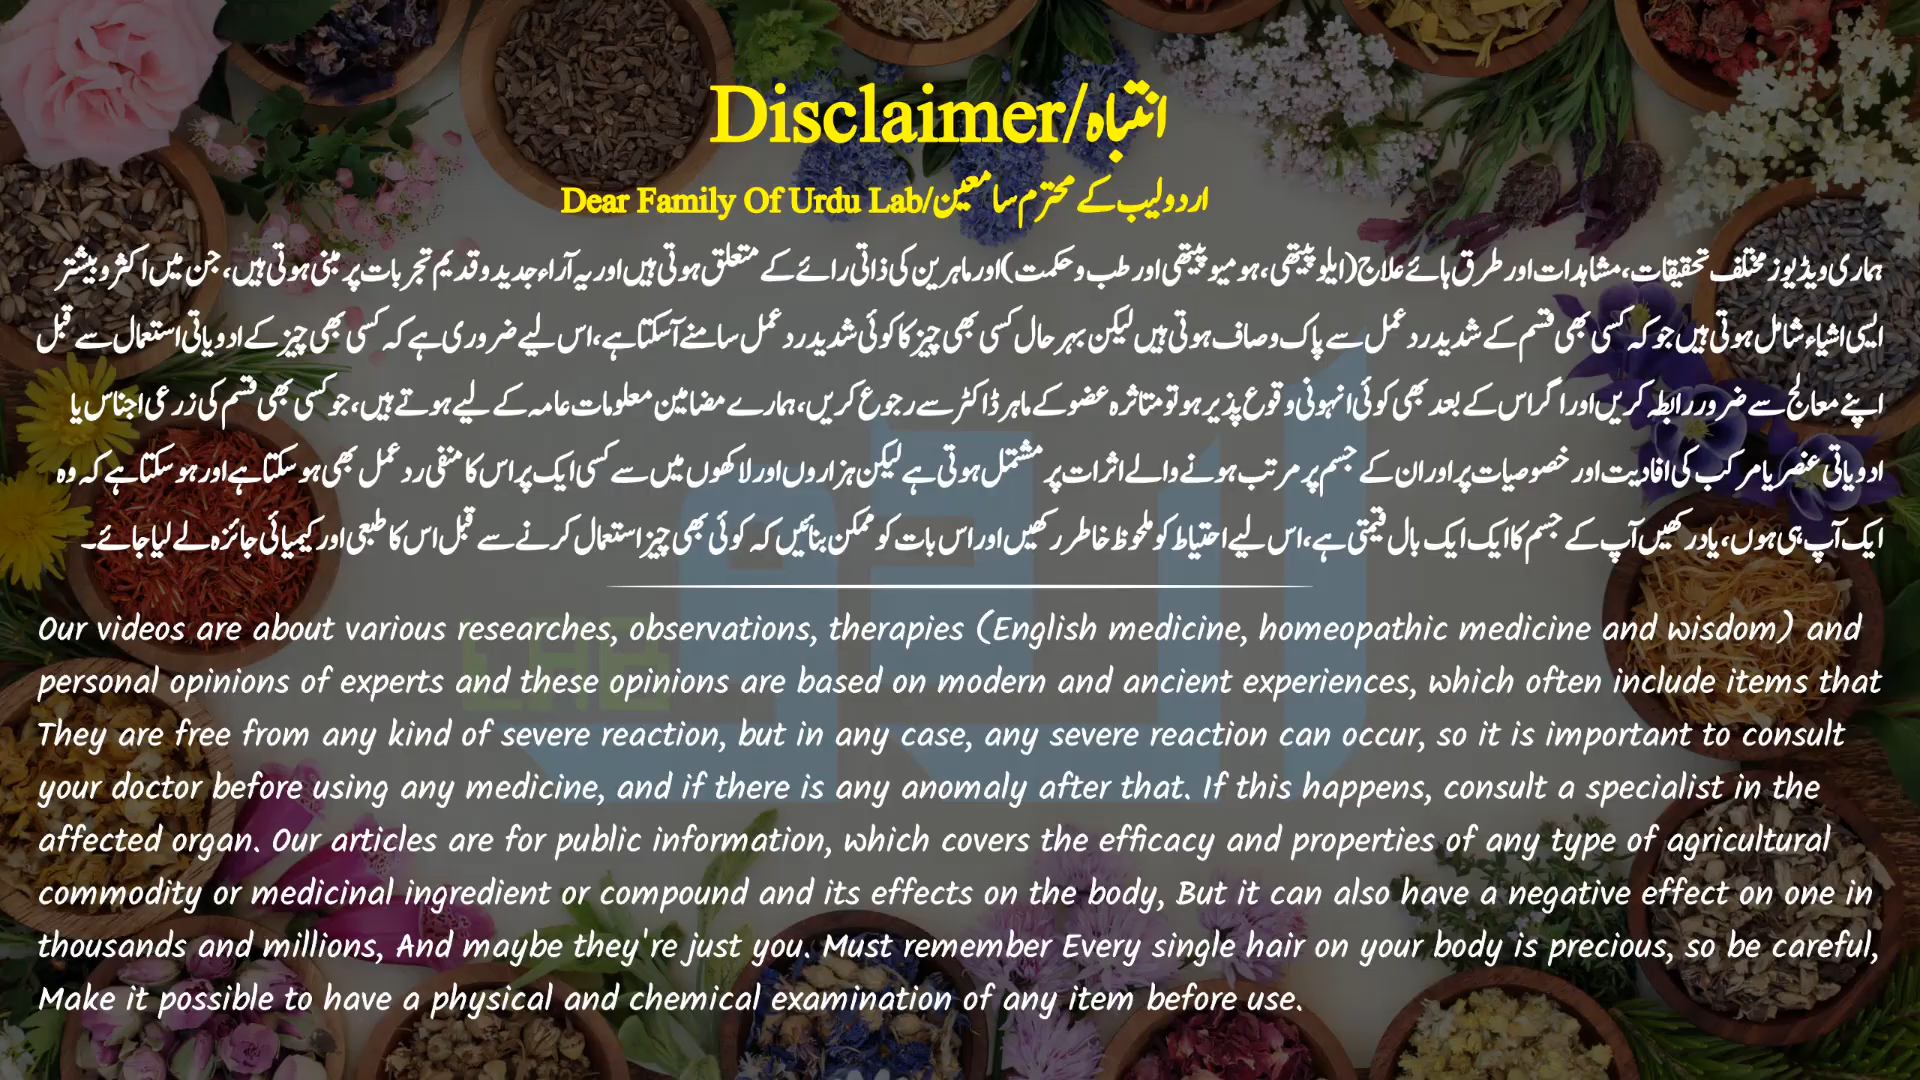 Disclaimer/انتباہ
Dear Family Of Urdu Lab/اردو لیب کے محترم سامعین
ہماری ویڈیوز مختلف تحقیقات، مشاہدات اور طرق ہائے علاج (ایلوپیتھی، ہومیوپیتھی اور طب و حکمت) اور ماہرین کی ذاتی رائے کے متعلق ہوتی ہیں اور یہ آراء جدید و قدیم تجربات پر مبنی ہوتی ہیں، جن میں اکثر و بیشتر
ایسی اشیاء شامل ہوتی ہیں جو کہ کسی بھی قسم کے شدید رد عمل سے پاک و صاف ہوتی ہیں لیکن بہر حال کسی بھی چیز کا کوئی شدید رد عمل سامنے آسکتا ہے، اس لیے ضروری ہے کہ کسی بھی چیز کے ادویاتی استعمال سے قبل
اپنے معالج سے ضرور رابطہ کریں اور اگر اس کے بعد بھی کوئی انہونی وقوع پذیر ہو تو متاثرہ عضو کے ماہر ڈاکٹر سے رجوع کریں، ہمارے مضامین معلومات عامہ کے لیے ہوتے ہیں، جو کسی بھی قسم کی زرعی اجناس یا
ادویاتی عنصر یا مرکب کی افادیت اور خصوصیات پر اور ان کے جسم پر مرتب ہونے والے اثرات پر مشتمل ہوتی ہے لیکن ہزاروں اور لاکھوں میں سے کسی ایک پر اس کا منفی رد عمل بھی ہو سکتا ہے اور ہو سکتا ہے کہ وہ
ایک آپ ہی ہوں، یاد رکھیں آپ کے جسم کا ایک ایک بال قیمتی ہے، اس لیے احتیاط کو ملحوظ خاطر رکھیں اور اس بات کو ممکن بنائیں کہ کوئی بھی چیز استعمال کرنے سے قبل اس کا طبعی اور کیمیائی جائزہ لے لیا جائے۔
Our videos are about various researches, observations, therapies (English medicine, homeopathic medicine and wisdom) and
personal opinions of experts and these opinions are based on modern and ancient experiences, which often include items that
They are free from any kind of severe reaction, but in any case, any severe reaction can occur, so it is important to consult
your doctor before using any medicine, and if there is any anomaly after that. If this happens, consult a specialist in the
affected organ. Our articles are for public information, which covers the efficacy and properties of any type of agricultural
commodity or medicinal ingredient or compound and its effects on the body, But it can also have a negative effect on one in
thousands and millions, And maybe they're just you. Must remember Every single hair on your body is precious, so be careful,
Make it possible to have a physical and chemical examination of any item before use.
اردو
LAB